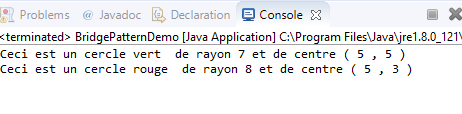 Problems @ Javadoc Declaration Console
<terminated> BridgePatternDemo [Java Application] C:\Program Files\Java\jre1.8.0_121\
Ceci est un cercle vert  de rayon 7 et de centre ( 5 , 5 )
Ceci est un cercle rouge  de rayon 8 et de centre ( 5 , 3 )